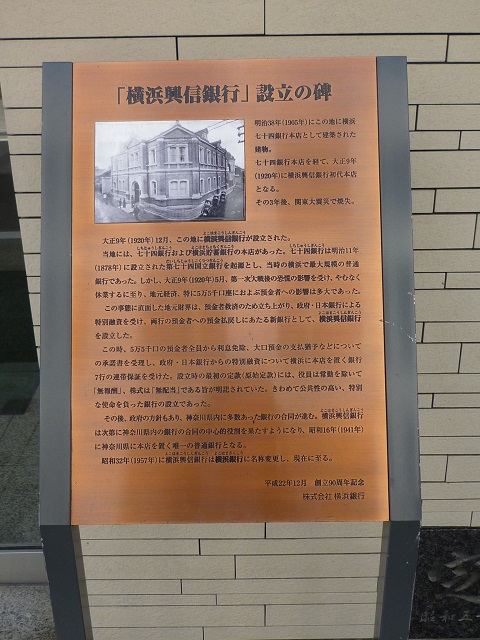 「横浜興信銀行」設立の碑
明治38年(1905年)にこの地に横浜
七十四銀行本店として建築された
建物。
七十四銀行本店を経て、大正9年
(1920年)に横浜興信銀行初代本店
となる。
その3年後、関東大震災で焼失。
大正9年(1920年)12月、この地に横浜興信銀行が設立された。
当地には、七十四銀行および横浜貯蓄銀行の本店があった。七十四銀行は明治11年
(1878年)に設立された第七十四国立銀行を起源とし、当時の横浜で最大規模の普通
銀行であった。しかし、大正9年(1920年)5月、第一次大戦後の恐慌の影響を受け、やむなく
休業するに至り、地元経済、特に5万5千口座におよぶ預金者への影響は多大であった。
この事態に直面した地元財界は、預金者救済のため立ち上がり、政府・日本銀行による
特別融資を受け、両行の預金者への預金払戻しにあたる新銀行として、横浜興信銀行
を設立した。
この時、5万5千口の預金者全員から利息免除、大口預金の支払猶予などについて
の承諾書を受理し、政府・日本銀行からの特別融資について横浜に本店を置く銀行
7行の連帯保証を受けた。設立時の最初の定款(原始定款)には、役員は常勤を除いて
「無報酬」、株式は「無配当」である旨が明記されていた。きわめて公共性の高い、特別
な使命を負った銀行の設立であった。
その後、政府の方針もあり、神奈川県内に多数あった銀行の合同が進む。横浜興信銀行
は次第に神奈川県内の銀行の合同の中心的役割を果たすようになり、昭和16年(1941年)
に神奈川県に本店を置く唯一の普通銀行となる。
昭和32年(1957年)に横浜興信銀行は横浜銀行に名称変更し、現在に至る。
平成22年12月 創立90周年記念
株式会社 横浜銀行
昭和五十